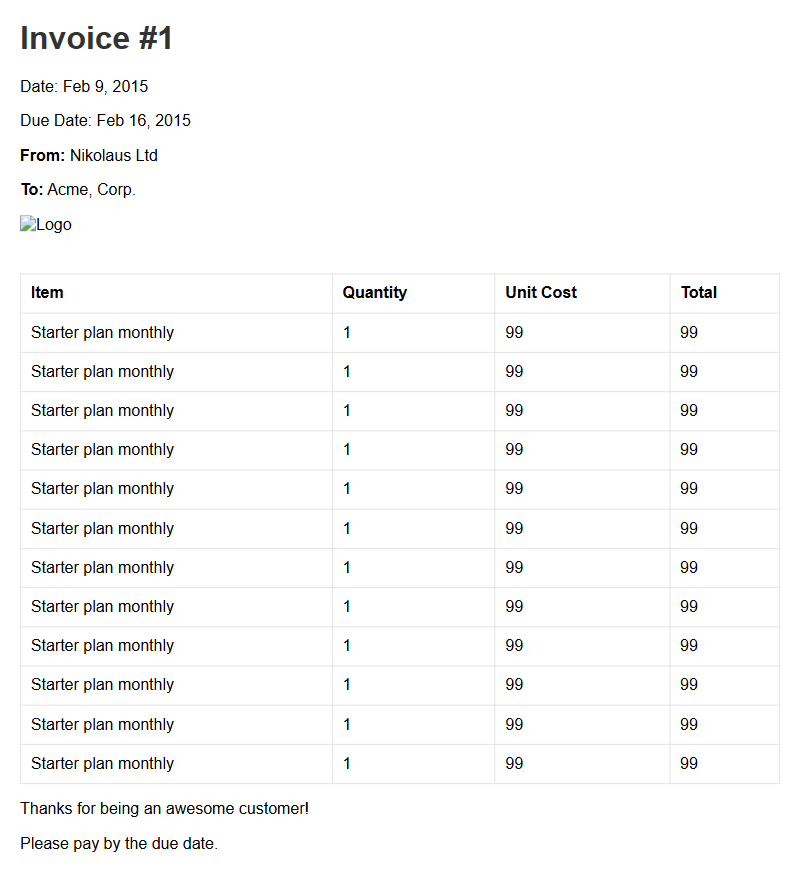 Invoice #1
Date: Feb 9, 2015
Due Date: Feb 16, 2015
From: Nikolaus Ltd
To: Acme, Corp.
Logo
Item Quantity Unit Cost Total
Starter plan monthly 1 99 99
Starter plan monthly 1 99 99
Starter plan monthly 1 99 99
Starter plan monthly 1 99 99
Starter plan monthly 1 99 99
Starter plan monthly 1 99 99
Starter plan monthly 1 99 99
Starter plan monthly 1 99 99
Starter plan monthly 1 99 99
Starter plan monthly 1 99 99
Starter plan monthly 1 99 99
Starter plan monthly 1 99 99
Thanks for being an awesome customer!
Please pay by the due date.